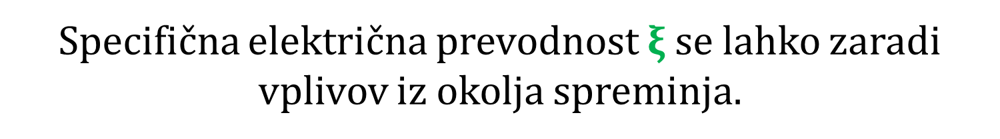 Specifična električna prevodnost ξ se lahko zaradi
vplivov iz okolja spreminja.